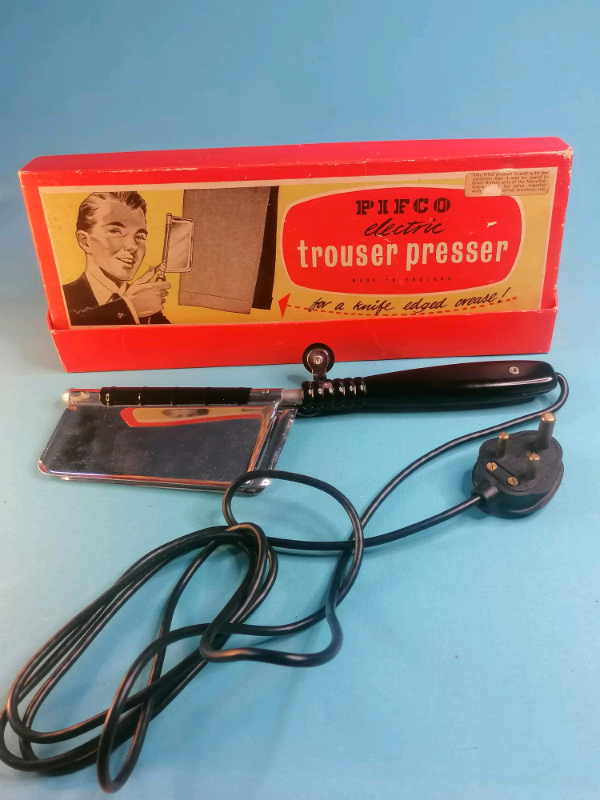 PIFCO
electric
trouser presser
MADE IN ENGLAND
for a knife edged crease!